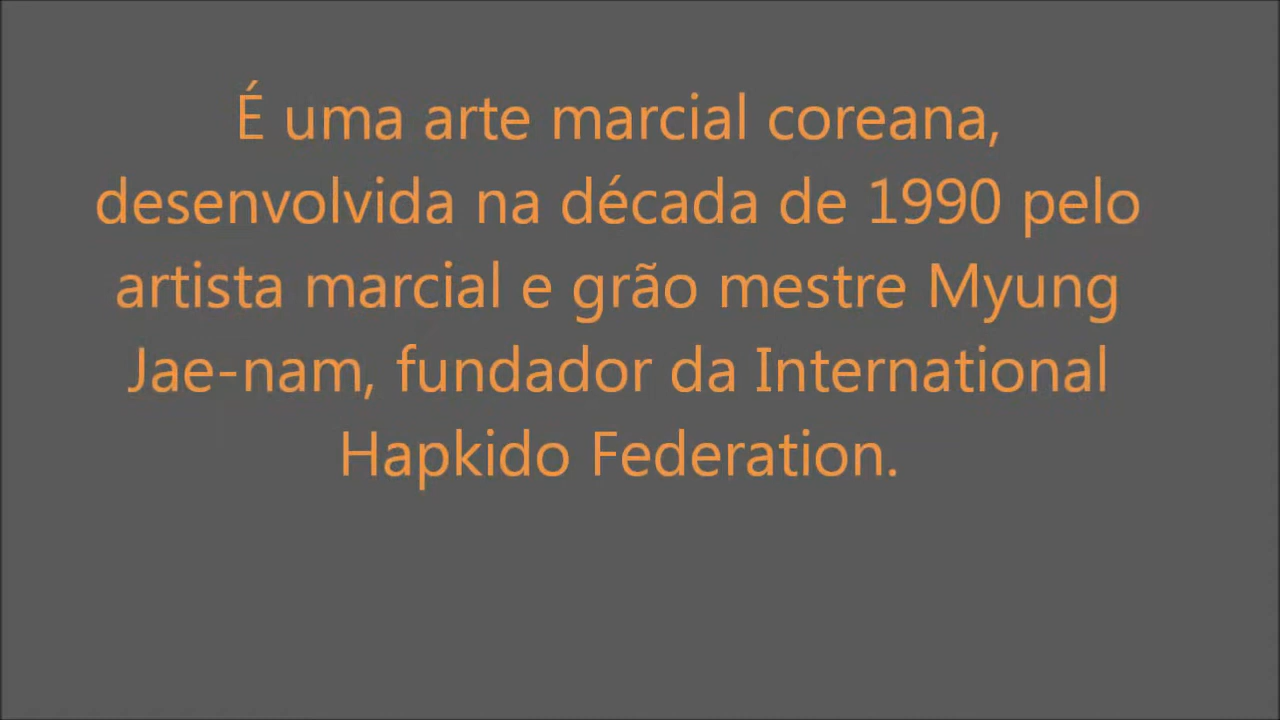 É uma arte marcial coreana,
desenvolvida na década de 1990 pelo
artista marcial e grão mestre Myung
Jae-nam, fundador da International
Hapkido Federation.